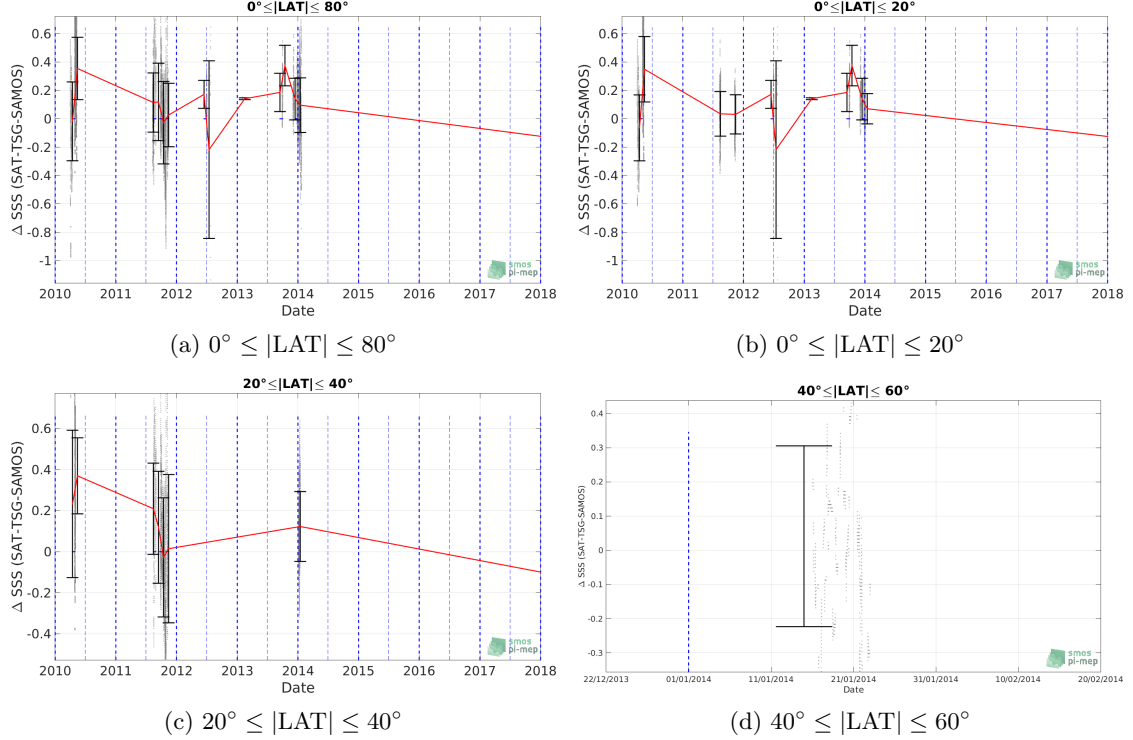 0°≤|LAT|≤ 80°
Δ SSS (SAT-TSG-SAMOS)
0.6
0.4
0.2
0
-0.2
-0.4
-0.6
-0.8
-1
2010 2011 2012 2013 2014 2015 2016 2017 2018
Date
smos
pi-mep
(a) 0° ≤ |LAT| ≤ 80°
0°≤|LAT|≤ 20°
Δ SSS (SAT-TSG-SAMOS)
0.6
0.4
0.2
0
-0.2
-0.4
-0.6
-0.8
-1
2010 2011 2012 2013 2014 2015 2016 2017 2018
Date
smos
pi-mep
(b) 0° ≤ |LAT| ≤ 20°
20°≤|LAT|≤ 40°
Δ SSS (SAT-TSG-SAMOS)
0.6
0.4
0.2
0
-0.2
-0.4
2010 2011 2012 2013 2014 2015 2016 2017 2018
Date
smos
pi-mep
(c) 20° ≤ |LAT| ≤ 40°
40°≤|LAT|≤ 60°
Δ SSS (SAT-TSG-SAMOS)
0.4
0.3
0.2
0.1
0
-0.1
-0.2
-0.3
22/12/2013 01/01/2014 11/01/2014 21/01/2014 31/01/2014 10/02/2014 20/02/2014
Date
smos
pi-mep
(d) 40° ≤ |LAT| ≤ 60°